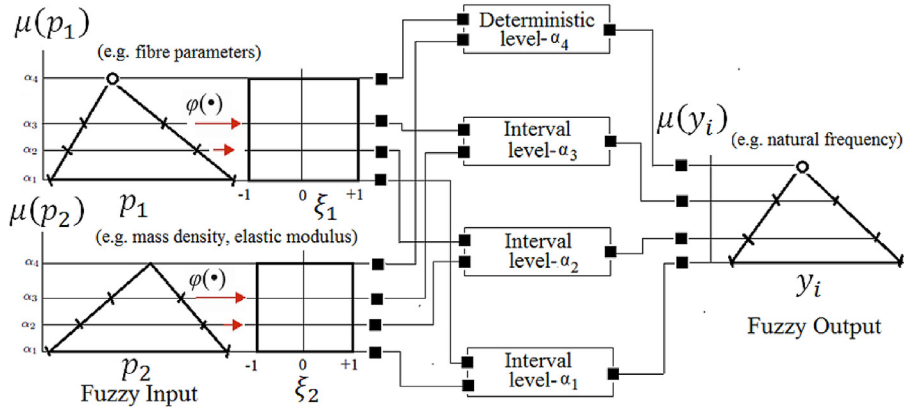 μ(p₁)
(e.g. fibre parameters)
α₄
α₃
α₂
α₁
φ(•)
p₁
-1 0 +1
ξ₁
μ(p₂)
(e.g. mass density, elastic modulus)
α₄
α₃
α₂
α₁
φ(•)
p₂
Fuzzy Input
-1 0 +1
ξ₂
Deterministic
level-α₄
Interval
level-α₃
Interval
level-α₂
Interval
level-α₁
μ(yᵢ)
(e.g. natural frequency)
yᵢ
Fuzzy Output